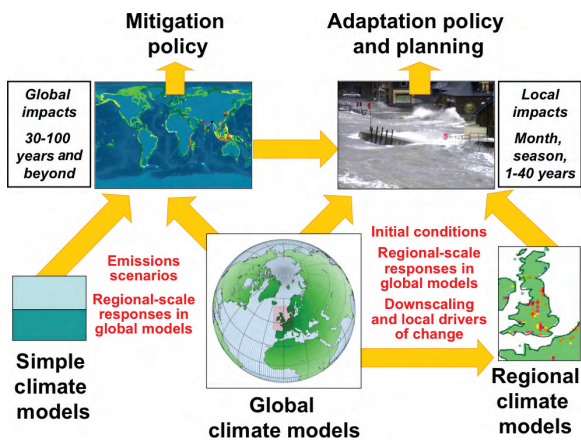 Mitigation
policy
Adaptation policy
and planning
Global
impacts
30-100
years and
beyond
Local
impacts
Month,
season,
1-40 years
Emissions
scenarios
Regional-scale
responses in
global models
Initial conditions
Regional-scale
responses in
global models
Downscaling
and local drivers
of change
Simple
climate
models
Global
climate models
Regional
climate
models